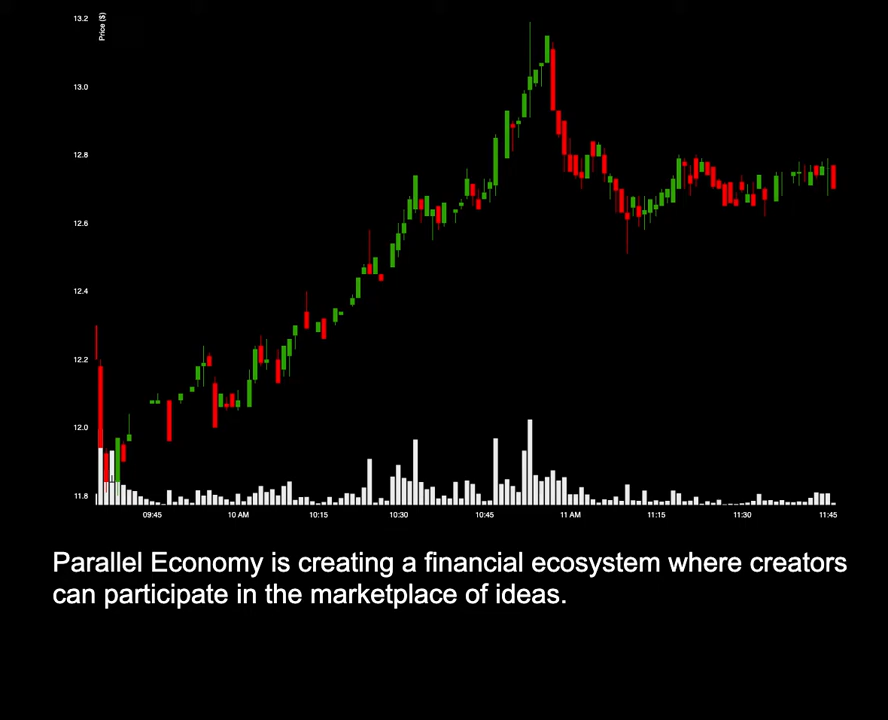 Price ($)
13.2
13.0
12.8
12.6
12.4
12.2
12.0
11.8
09:45 10 AM 10:15 10:30 10:45 11 AM 11:15 11:30 11:45
Parallel Economy is creating a financial ecosystem where creators
can participate in the marketplace of ideas.